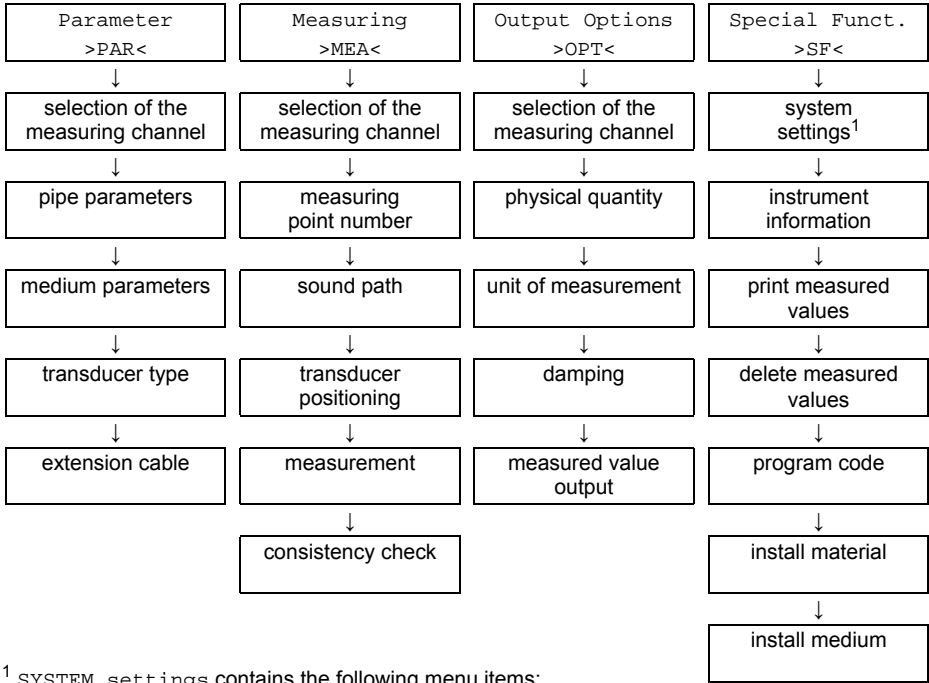 Parameter
>PAR<
↓
selection of the
measuring channel
↓
pipe parameters
↓
medium parameters
↓
transducer type
↓
extension cable
Measuring
>MEA<
↓
selection of the
measuring channel
↓
measuring
point number
↓
sound path
↓
transducer
positioning
↓
measurement
↓
consistency check
Output Options
>OPT<
↓
selection of the
measuring channel
↓
physical quantity
↓
unit of measurement
↓
damping
↓
measured value
output
Special Funct.
>SF<
↓
system
settings¹
↓
instrument
information
↓
print measured
values
↓
delete measured
values
↓
program code
↓
install material
↓
install medium
¹ SYSTEM settings contains the following menu items: